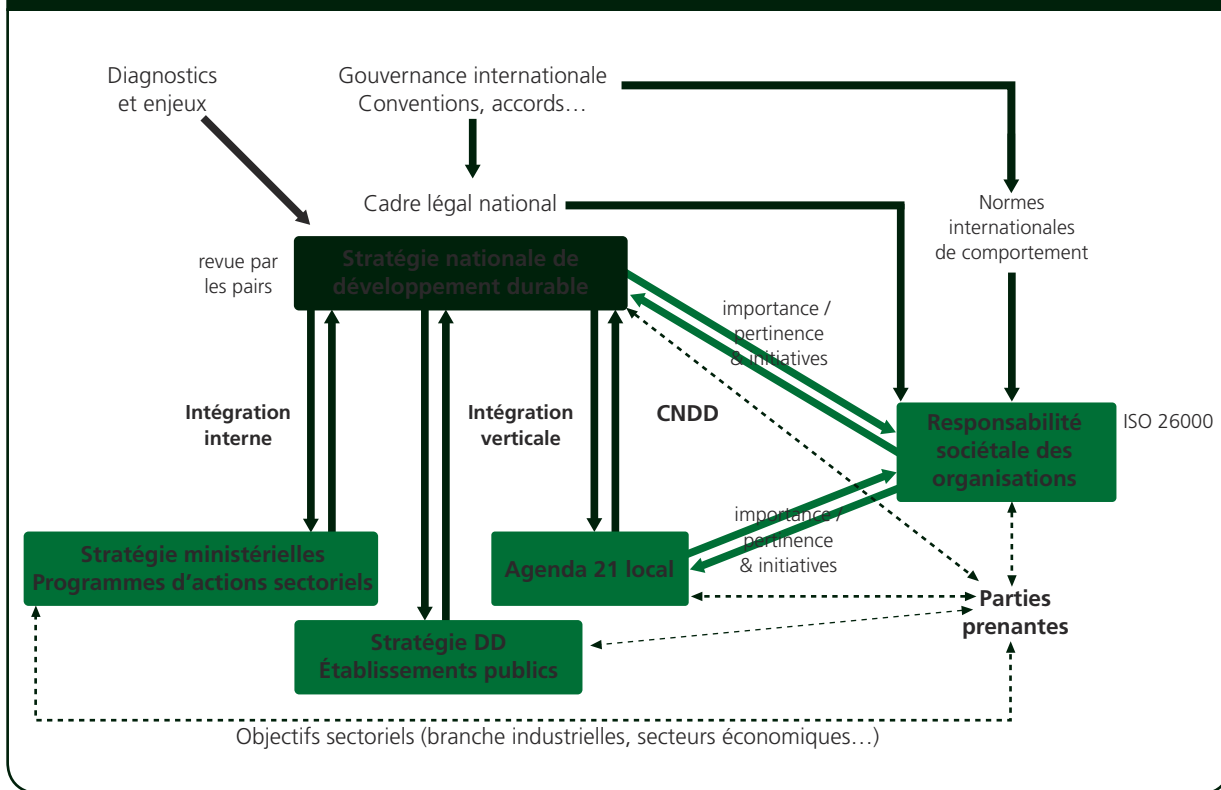 Diagnostics
et enjeux
Gouvernance internationale
Conventions, accords…
Cadre légal national
Normes
internationales
de comportement
revue par
les pairs
Stratégie nationale de
développement durable
importance /
pertinence
& initiatives
Intégration
interne
Intégration
verticale
CNDD
Responsabilité
sociétale des
organisations
ISO 26000
importance /
pertinence
& initiatives
Stratégie ministérielles
Programmes d’actions sectoriels
Agenda 21 local
Parties
prenantes
Stratégie DD
Établissements publics
Objectifs sectoriels (branche industrielles, secteurs économiques…)